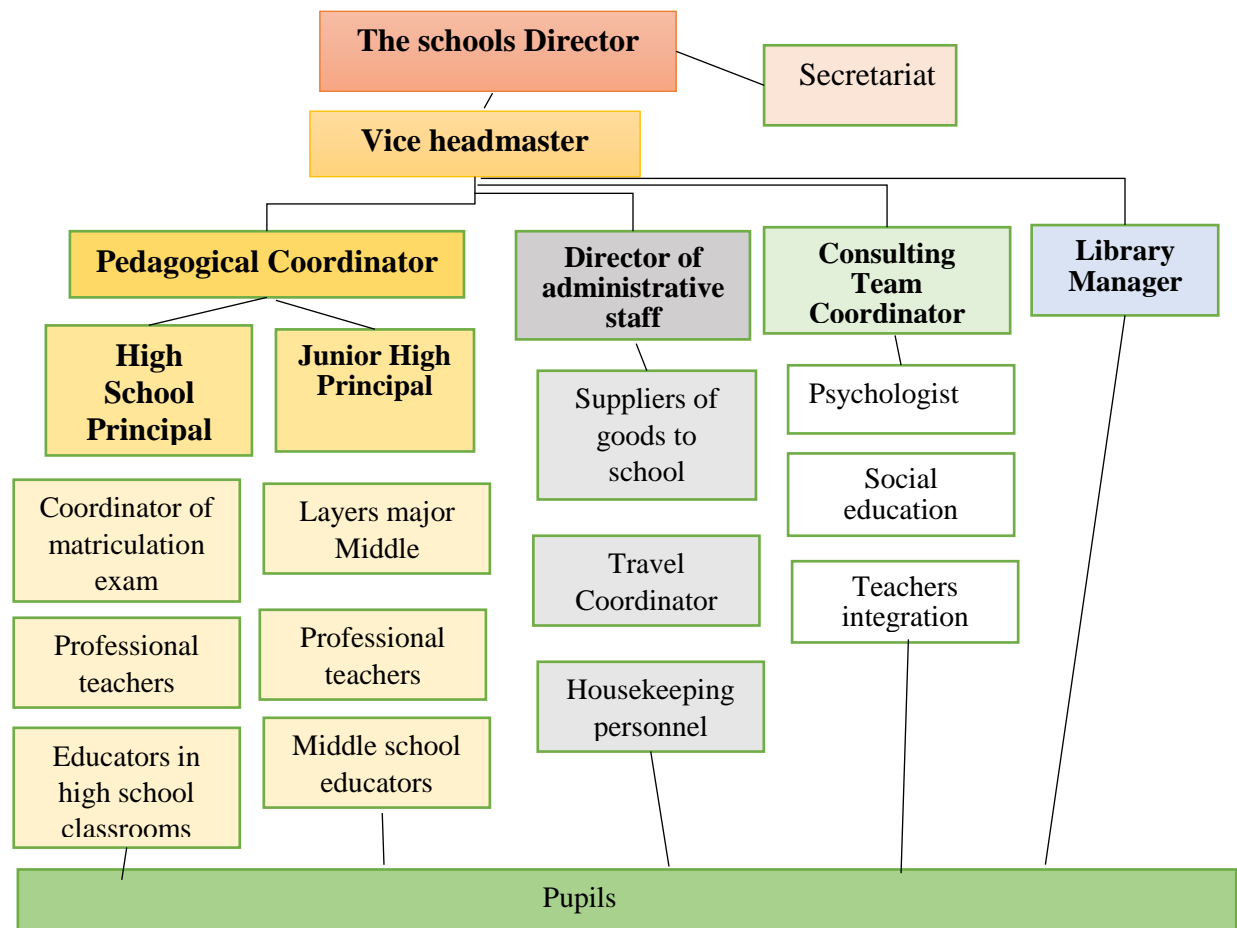 The schools Director
Secretariat
Vice headmaster
Pedagogical Coordinator
Director of
administrative
staff
Consulting
Team
Coordinator
Library
Manager
High
School
Principal
Junior High
Principal
Suppliers of
goods to
school
Psychologist
Social
education
Coordinator of
matriculation
exam
Layers major
Middle
Travel
Coordinator
Teachers
integration
Professional
teachers
Professional
teachers
Housekeeping
personnel
Educators in
high school
classrooms
Middle school
educators
Pupils